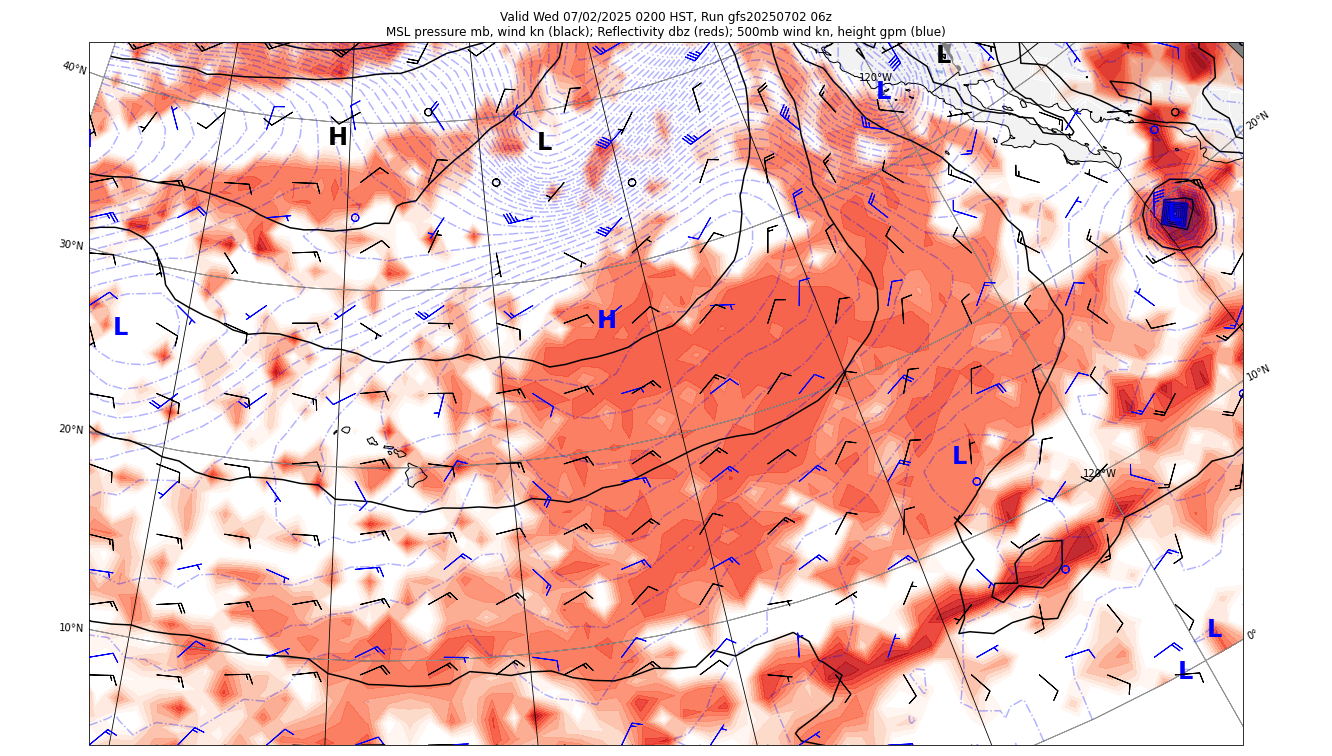 Valid Wed 07/02/2025 0200 HST, Run gfs20250702 06z
MSL pressure mb, wind kn (black); Reflectivity dbz (reds); 500mb wind kn, height gpm (blue)
L
40°N
120°W
L
20°N
H
L
30°N
L
H
10°N
20°N
L
120°W
10°N
L
0°
L